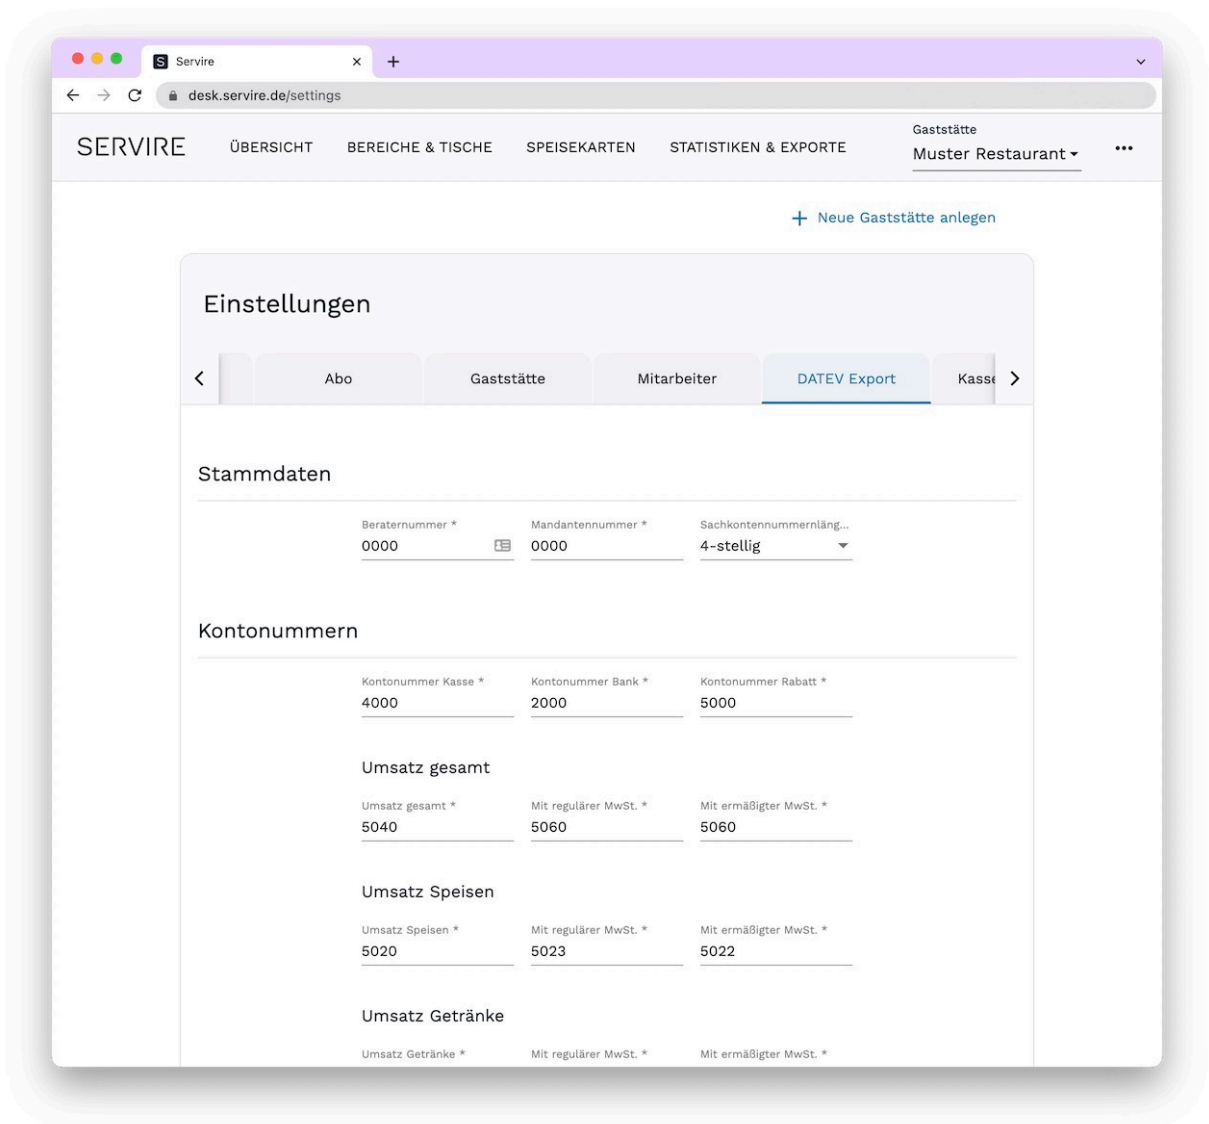 S Servire
desk.servire.de/settings
SERVIRE ÜBERSICHT BEREICHE & TISCHE SPEISEKARTEN STATISTIKEN & EXPORTE Gaststätte
Muster Restaurant
Neue Gaststätte anlegen
Einstellungen
Abo Gaststätte Mitarbeiter DATEV Export Kasse
Stammdaten
Beraternummer * Mandantennummer * Sachkontennummernläng...
0000 0000 4-stellig
Kontonummern
Kontonummer Kasse * Kontonummer Bank * Kontonummer Rabatt *
4000 2000 5000
Umsatz gesamt
Umsatz gesamt * Mit regulärer MwSt. * Mit ermäßigter MwSt. *
5040 5060 5060
Umsatz Speisen
Umsatz Speisen * Mit regulärer MwSt. * Mit ermäßigter MwSt. *
5020 5023 5022
Umsatz Getränke
Umsatz Getränke * Mit regulärer MwSt. * Mit ermäßigter MwSt. *